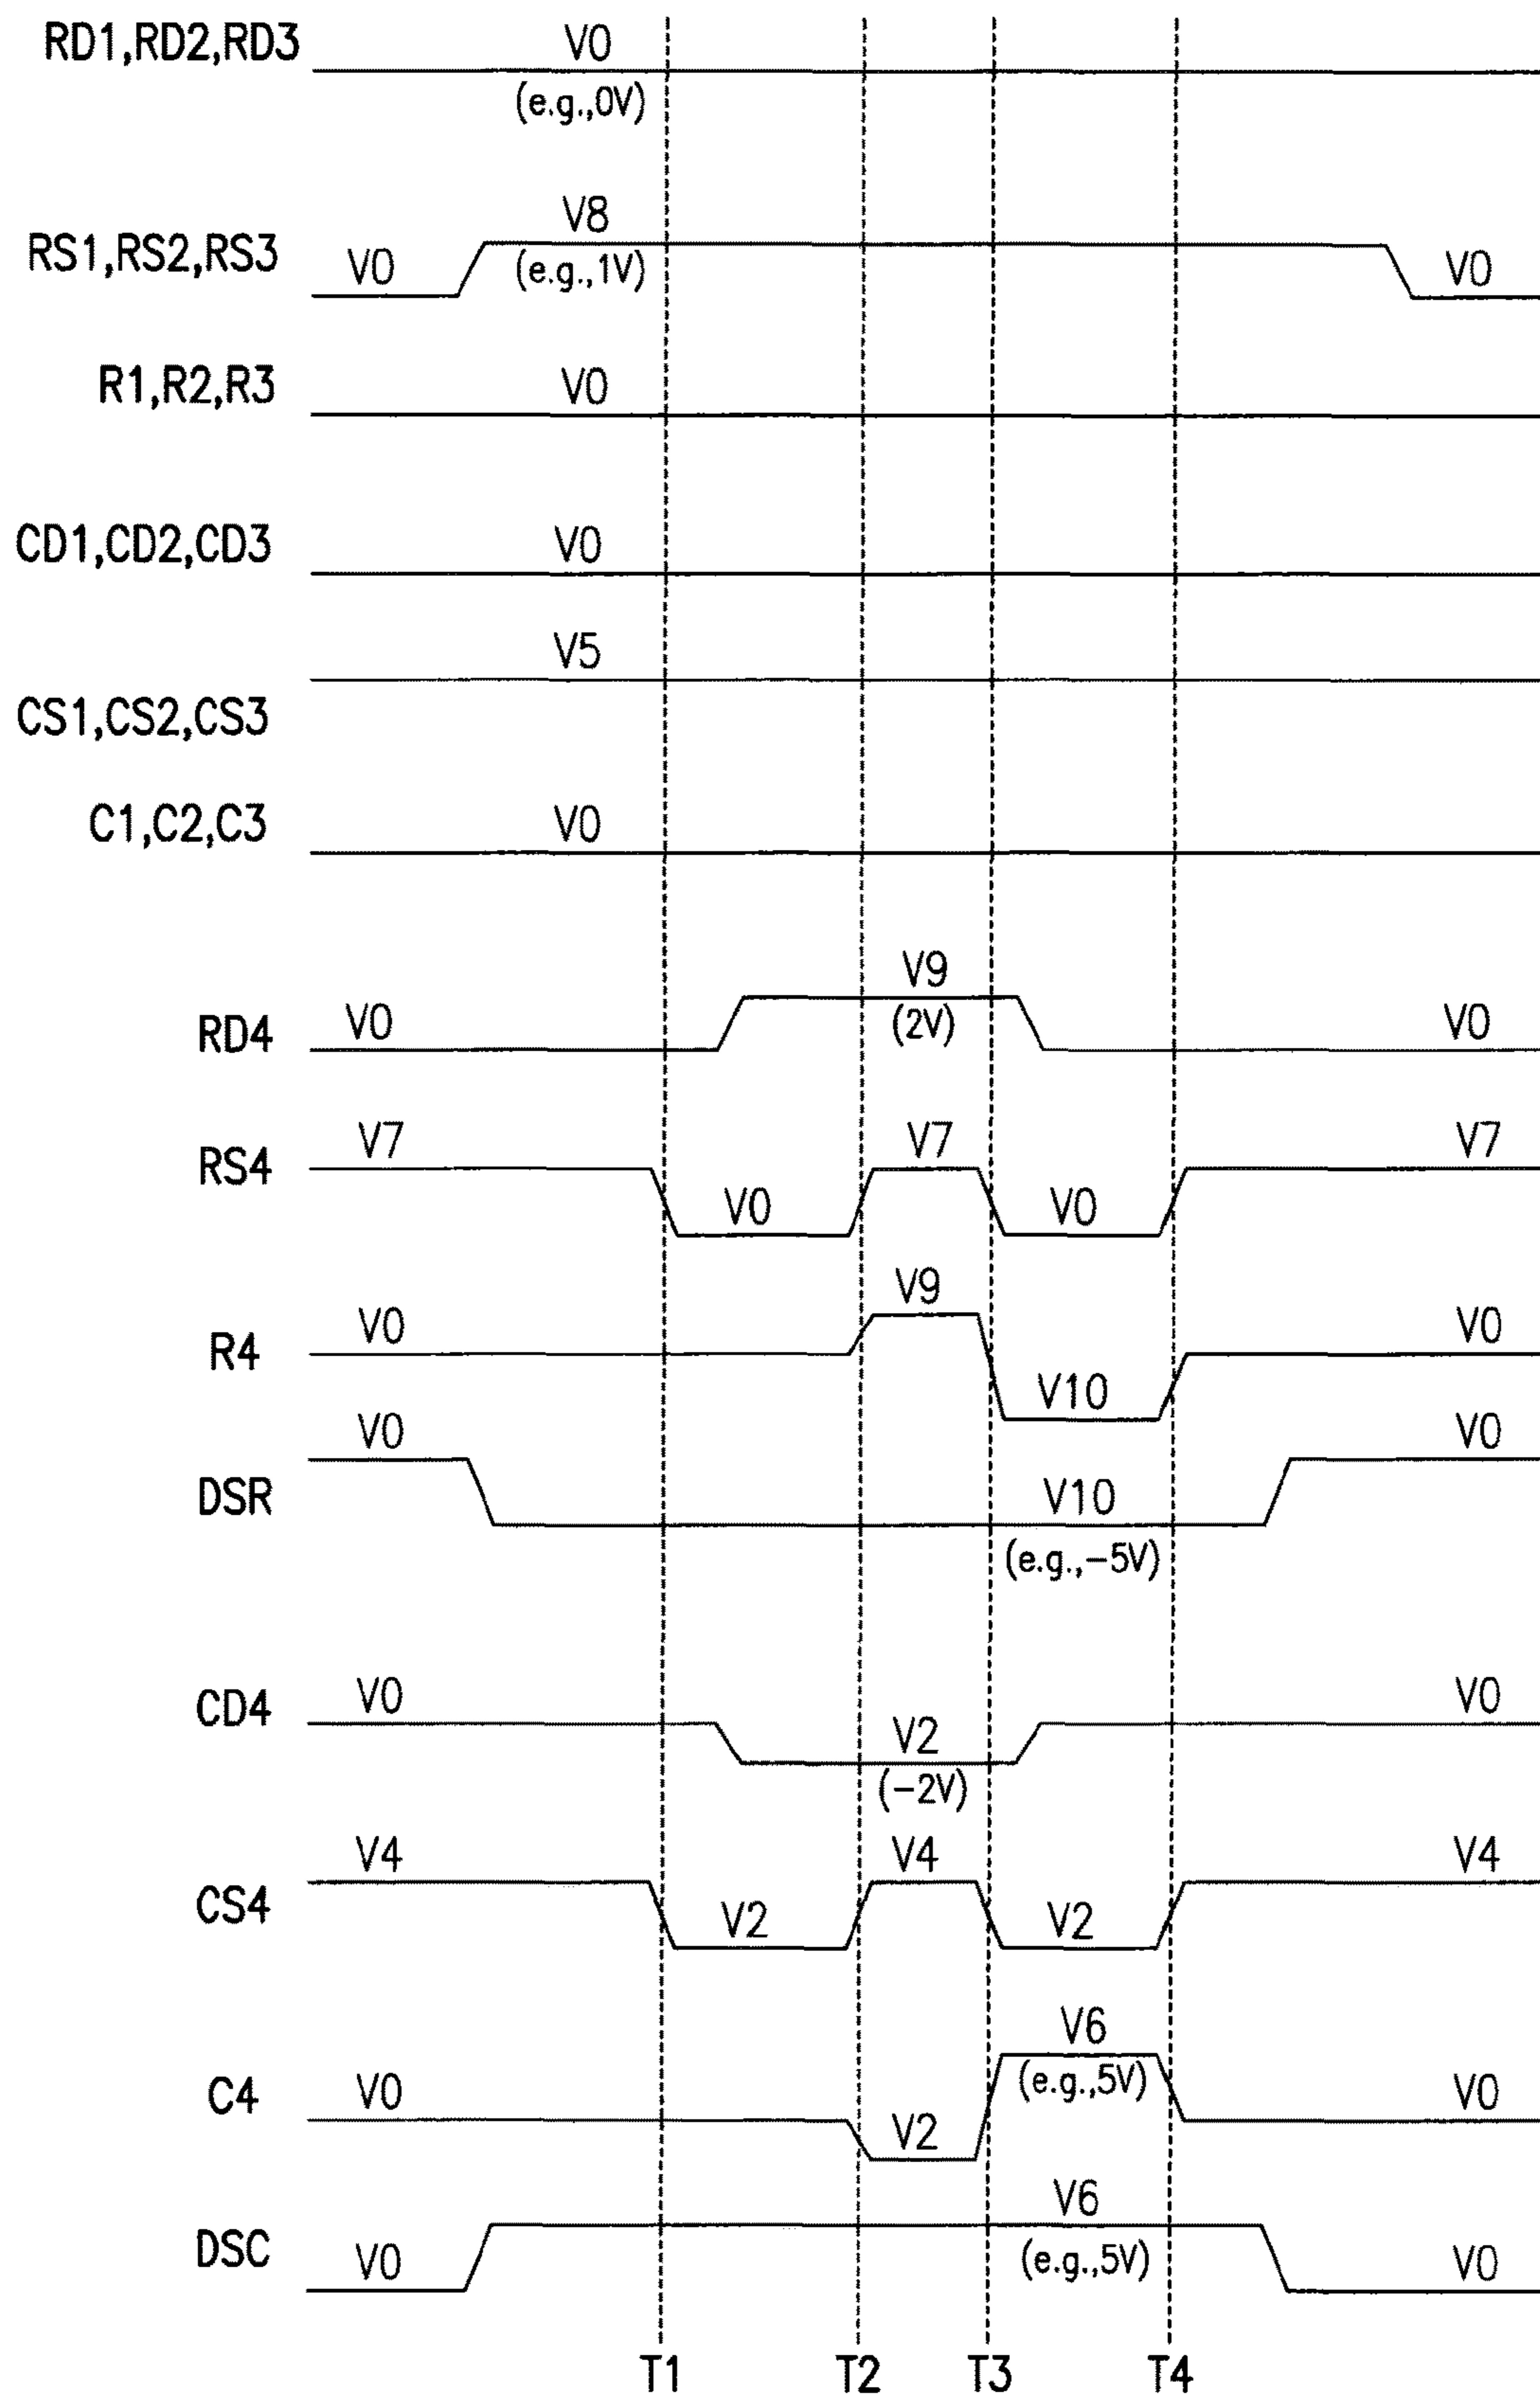 RD1,RD2,RD3
V0
(e.g.,0V)
RS1,RS2,RS3
V0
V8
(e.g.,1V)
V0
R1,R2,R3
V0
CD1,CD2,CD3
V0
V5
CS1,CS2,CS3
C1,C2,C3
V0
RD4
V0
V9
(2V)
V0
RS4
V7
V0
V7
V0
V7
R4
V0
V9
V10
V0
DSR
V0
V10
(e.g.,-5V)
V0
CD4
V0
V2
(-2V)
V0
CS4
V4
V2
V4
V2
V4
C4
V0
V2
V6
(e.g.,5V)
V0
DSC
V0
V6
(e.g.,5V)
V0
T1 T2 T3 T4